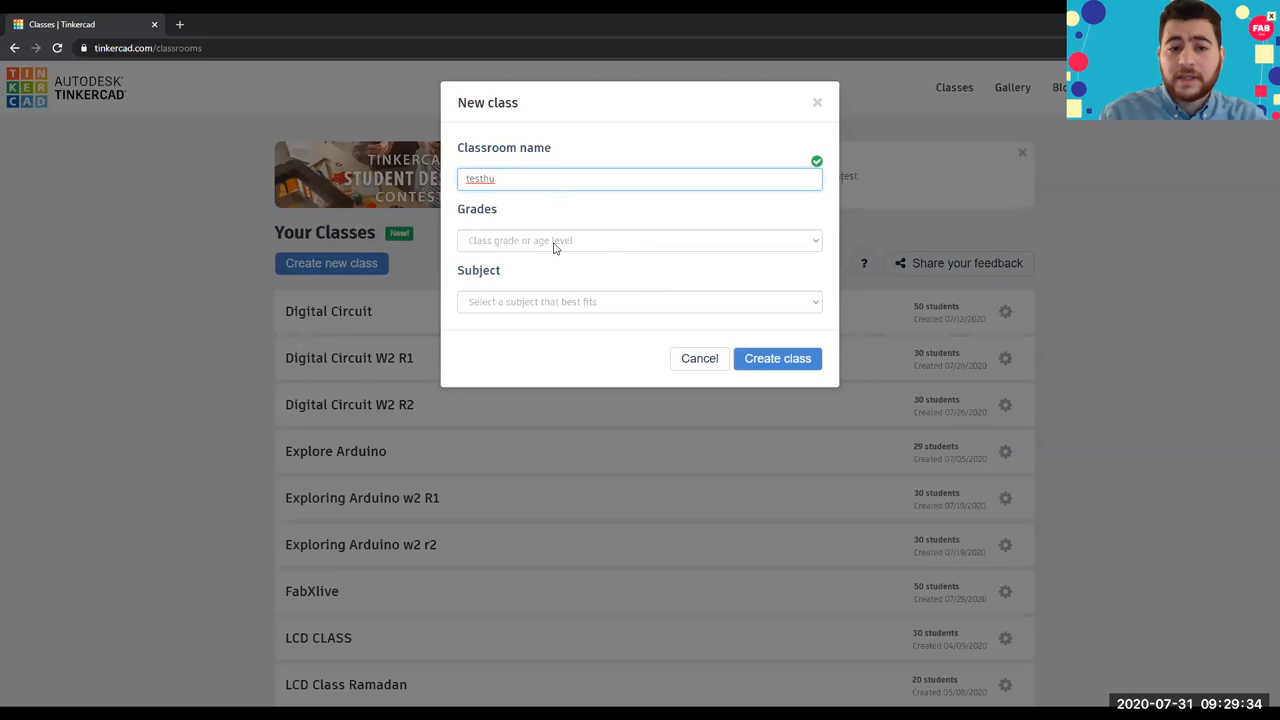 Classes | Tinkercad
tinkercad.com/classrooms
FAB
TIN
KER
CAD
AUTODESK
TINKERCAD
Classes
Gallery
New class
Classroom name
testhu
Grades
Class grade or age level
Subject
Select a subject that best fits
Cancel
Create class
STUDENT DE
CONTES
test
Your Classes
New!
Create new class
?
Share your feedback
Digital Circuit
50 students
Created 07/12/2020
Digital Circuit W2 R1
30 students
Created 07/26/2020
Digital Circuit W2 R2
30 students
Created 07/26/2020
Explore Arduino
29 students
Created 07/05/2020
Exploring Arduino w2 R1
30 students
Created 07/19/2020
Exploring Arduino w2 r2
30 students
Created 07/19/2020
FabXlive
50 students
Created 07/29/2020
LCD CLASS
30 students
Created 04/09/2020
LCD Class Ramadan
20 students
Created 05/08/2020
2020-07-31 09:29:34